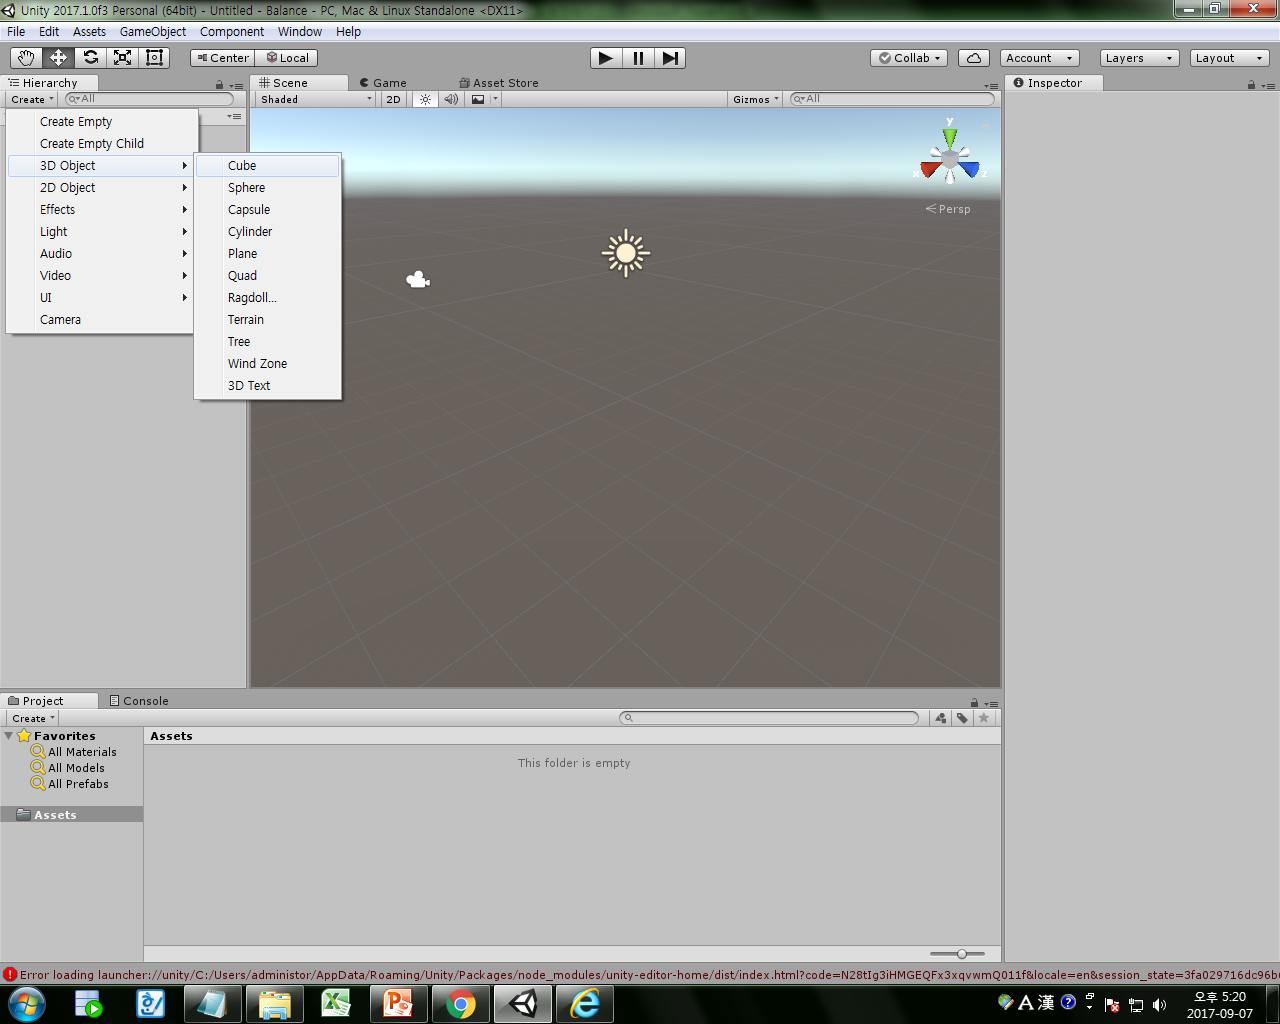 Unity 2017.1.0f3 Personal (64bit) - Untitled - Balance - PC, Mac & Linux Standalone <DX11>
File Edit Assets GameObject Component Window Help
Center Local Collab Account Layers Layout
Hierarchy Scene Game Asset Store Inspector
Create All Shaded 2D Gizmos All
Create Empty
Create Empty Child
3D Object
2D Object
Effects
Light
Audio
Video
UI
Camera
Cube
Sphere
Capsule
Cylinder
Plane
Quad
Ragdoll...
Terrain
Tree
Wind Zone
3D Text
y
x z
Persp
Project Console
Create
Favorites
All Materials
All Models
All Prefabs
Assets
Assets
This folder is empty
Error loading launcher://unity/C:/Users/administor/AppData/Roaming/Unity/Packages/node_modules/unity-editor-home/dist/index.html?code=N28tIg3iHMGEQFx3xqvwmQ011f&locale=en&session_state=3fa029716dc96b
A 漢
오후 5:20
2017-09-07